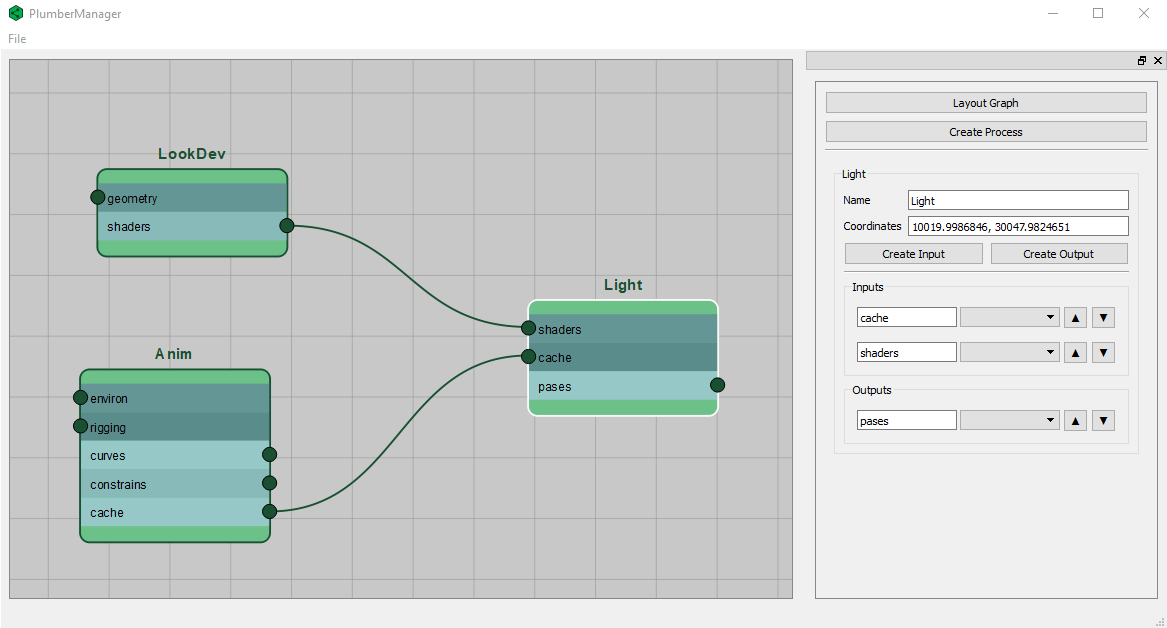 PlumberManager
File
LookDev
geometry
shaders
Anim
environ
rigging
curves
constrains
cache
Light
shaders
cache
pases
Layout Graph
Create Process
Light
Name Light
Coordinates 10019.9986846, 30047.9824651
Create Input Create Output
Inputs
cache
shaders
Outputs
pases